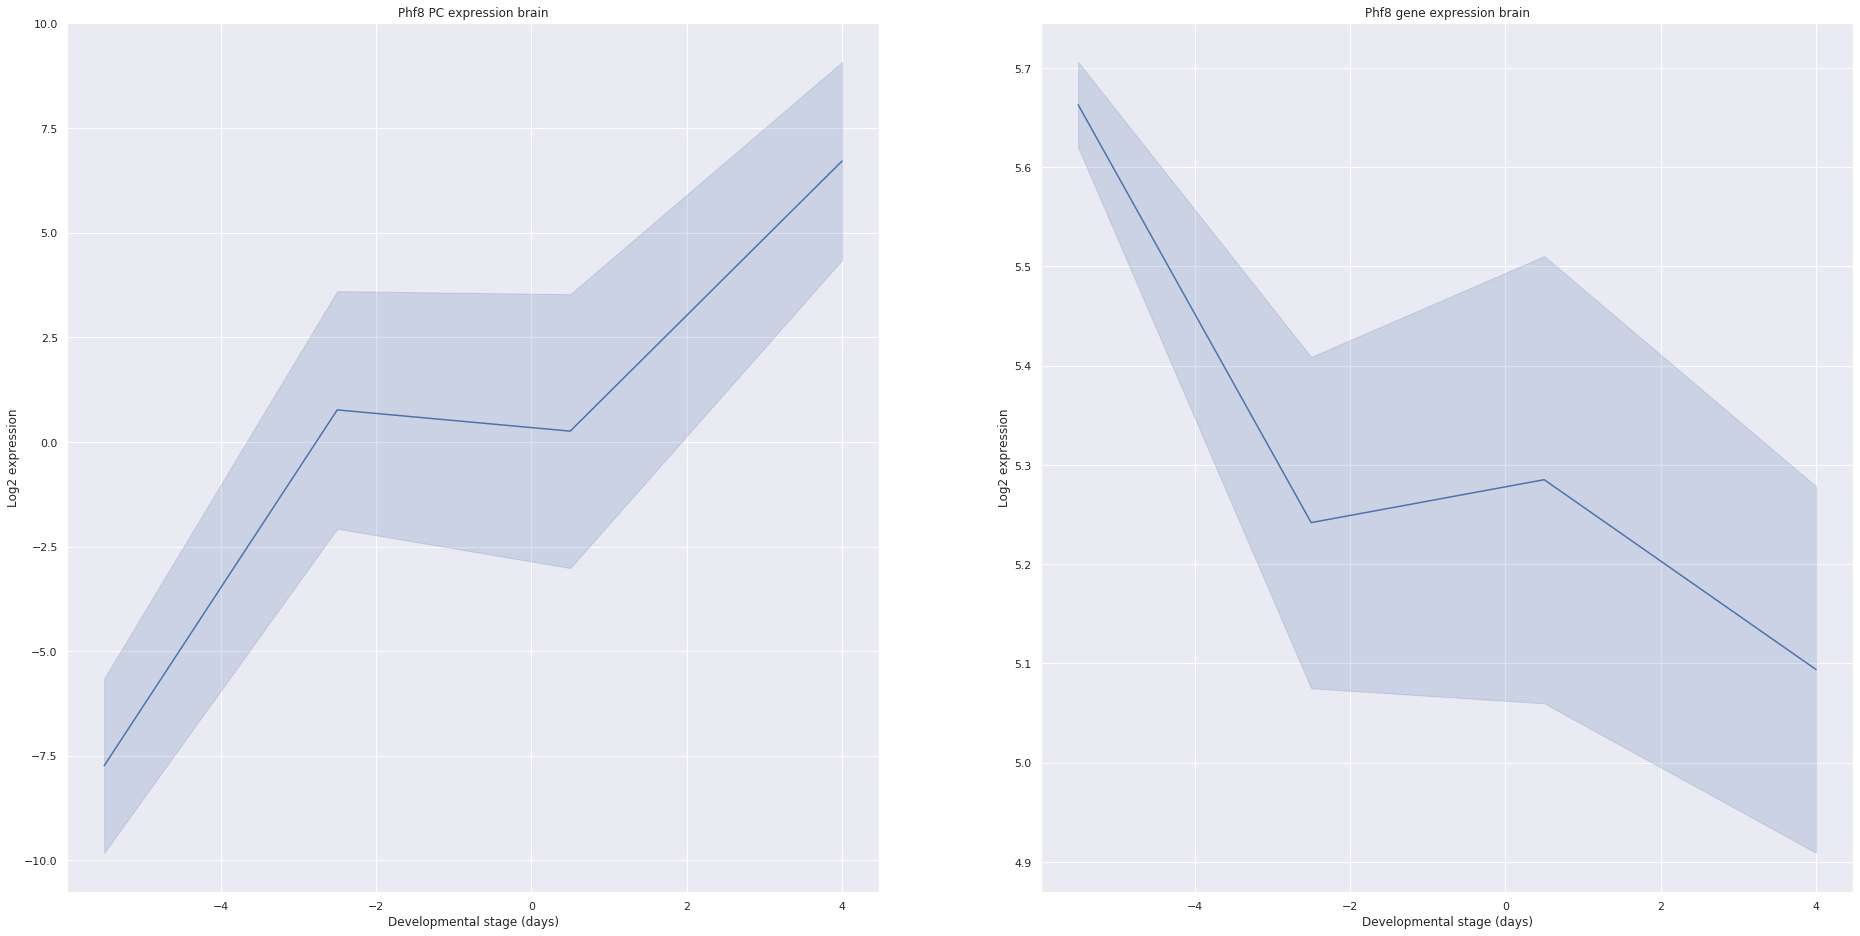 Phf8 PC expression brain
10.0
7.5
5.0
2.5
0.0
−2.5
−5.0
−7.5
−10.0
Log2 expression
−4 −2 0 2 4
Developmental stage (days)
Phf8 gene expression brain
5.7
5.6
5.5
5.4
5.3
5.2
5.1
5.0
4.9
Log2 expression
−4 −2 0 2 4
Developmental stage (days)